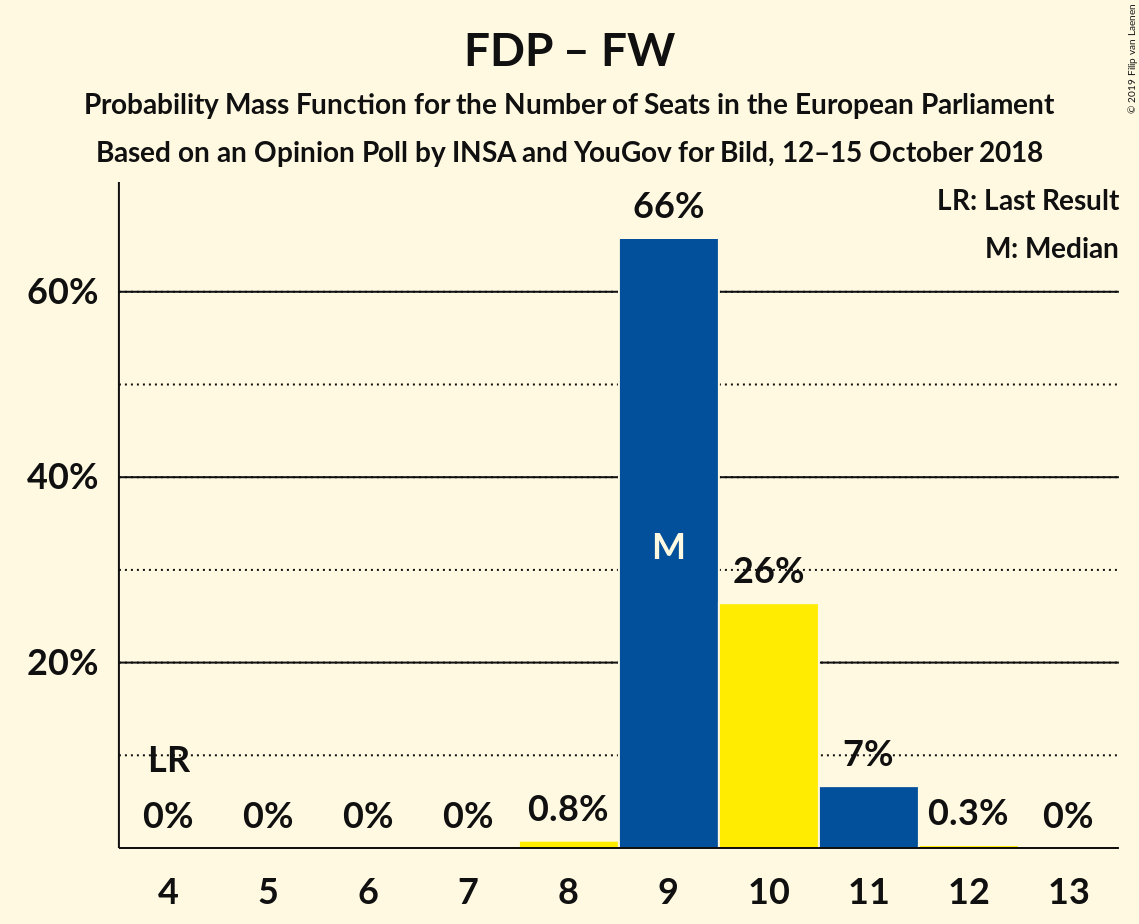 FDP – FW
Probability Mass Function for the Number of Seats in the European Parliament
Based on an Opinion Poll by INSA and YouGov for Bild, 12–15 October 2018
© 2019 Filip van Laenen
LR: Last Result
M: Median
66%
60%
40%
M
26%
20%
LR
7%
0% 0% 0% 0% 0.8% 0.3% 0%
4 5 6 7 8 9 10 11 12 13